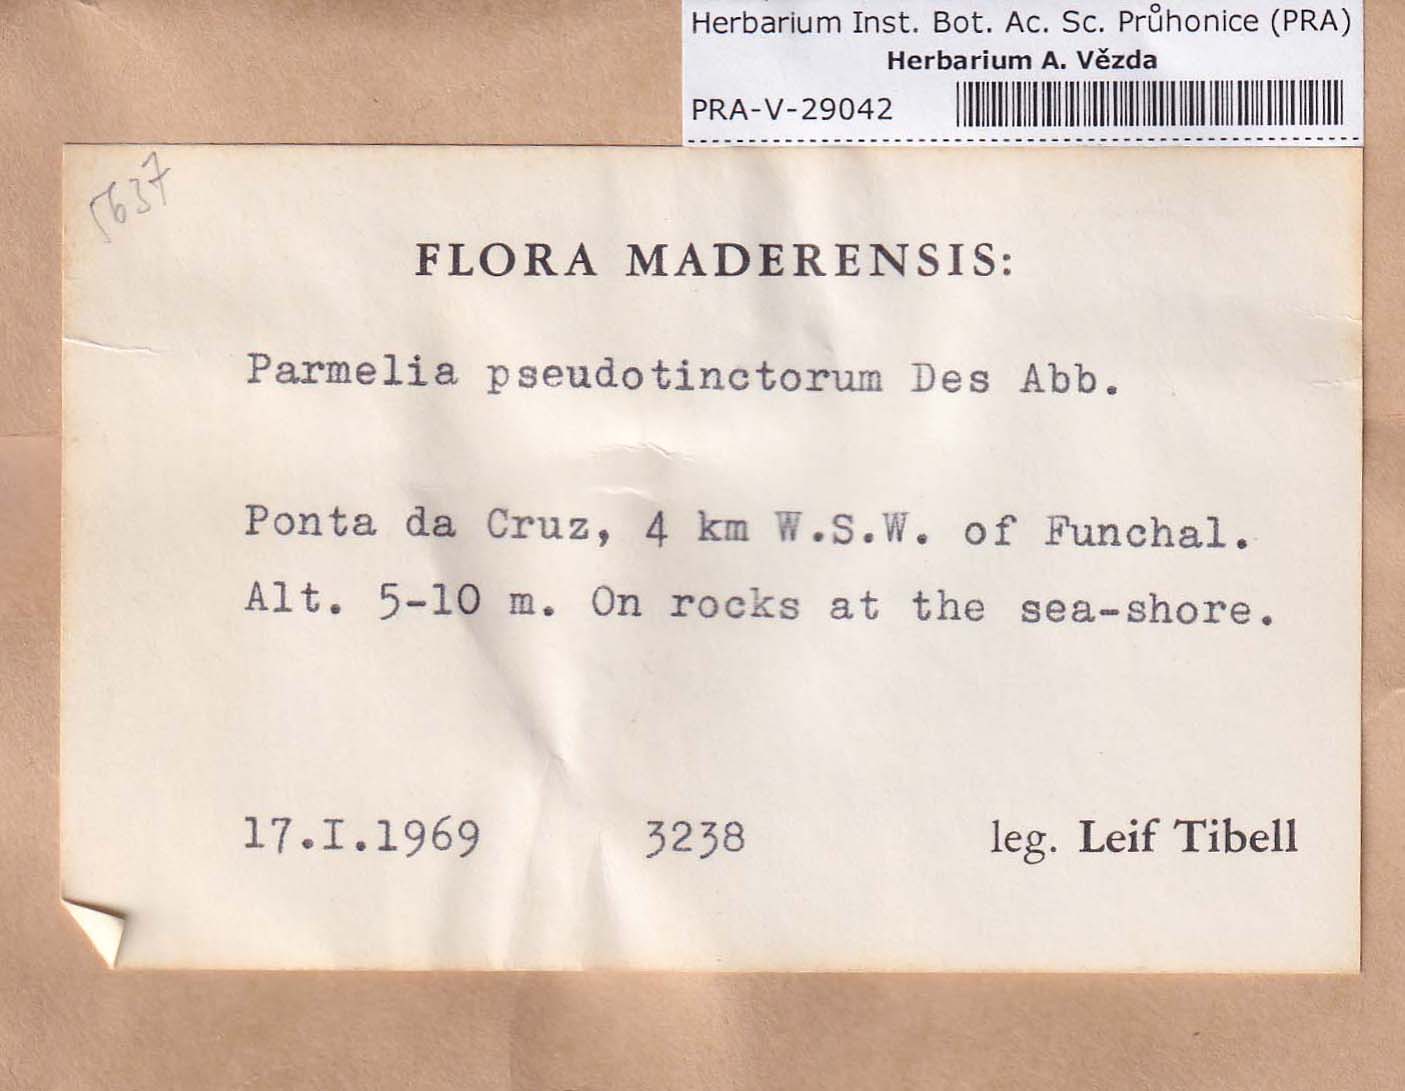 Herbarium Inst. Bot. Ac. Sc. Průhonice (PRA)
Herbarium A. Vězda
PRA-V-29042
5637
FLORA MADERENSIS:
Parmelia pseudotinctorum Des Abb.
Ponta da Cruz, 4 km W.S.W. of Funchal.
Alt. 5-10 m. On rocks at the sea-shore.
17.I.1969 3238 leg. Leif Tibell